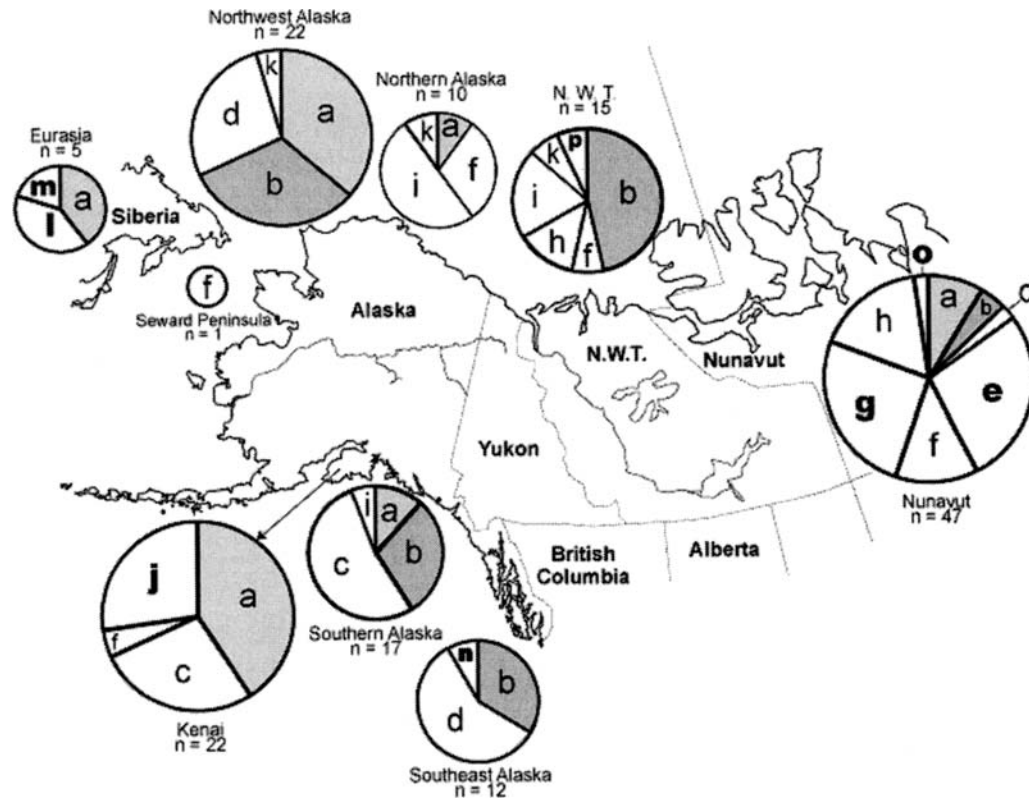 Northwest Alaska
n = 22
k
a
d
b
Northern Alaska
n = 10
k
a
f
i
N. W. T.
n = 15
k
p
b
i
h
f
Eurasia
n = 5
m
a
l
Siberia
f
Seward Peninsula
n = 1
Alaska
N.W.T.
Nunavut
Yukon
British
Columbia
Alberta
o
a
b
h
e
g
f
Nunavut
n = 47
j
a
f
c
Kenai
n = 22
i
a
b
c
Southern Alaska
n = 17
n
b
d
Southeast Alaska
n = 12